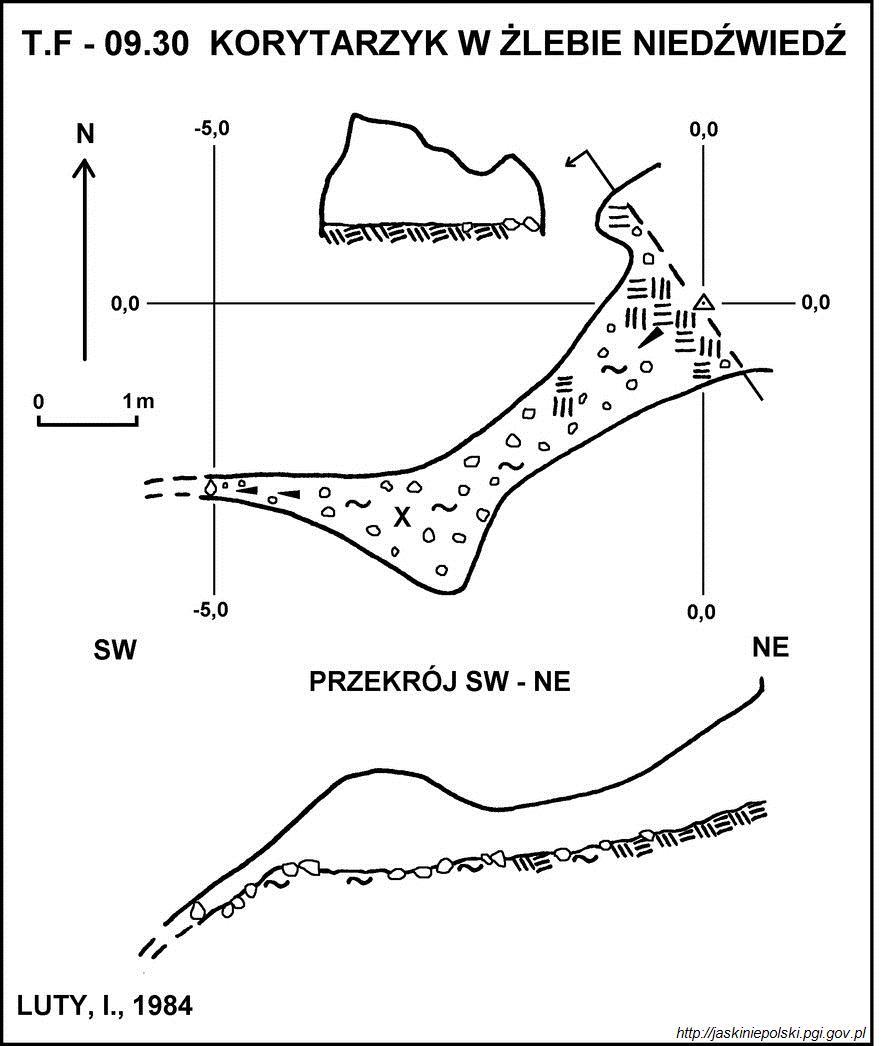 T.F - 09.30 KORYTARZYK W ŻLEBIE NIEDŹWIEDŹ
N
-5,0
0,0
0,0
0,0
0
1 m
X
-5,0
0,0
SW
NE
PRZEKRÓJ SW - NE
LUTY, I., 1984
http://jaskiniepolski.pgi.gov.pl